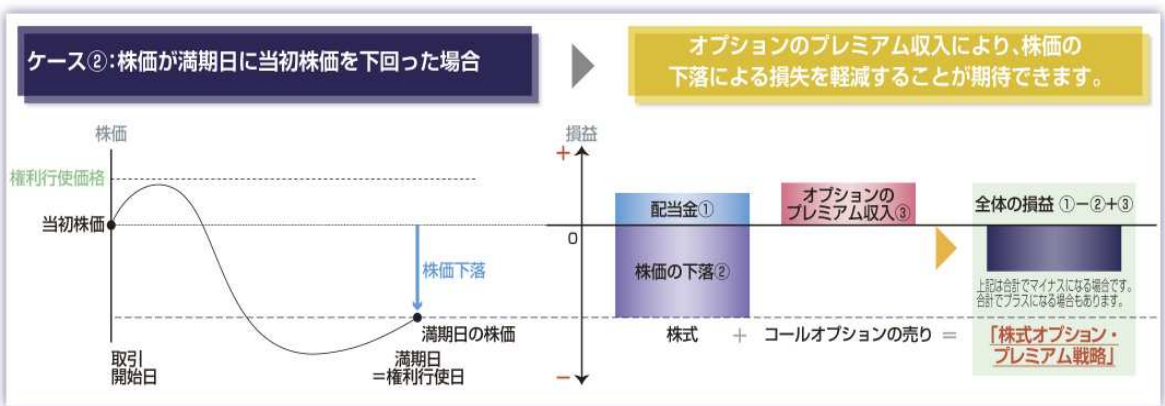 ケース②：株価が満期日に当初株価を下回った場合
オプションのプレミアム収入により、株価の
下落による損失を軽減することが期待できます。
株価
権利行使価格
当初株価
株価下落
満期日の株価
取引
開始日
満期日
=権利行使日
損益
+
0
−
配当金①
株価の下落②
オプションの
プレミアム収入③
全体の損益 ①−②+③
上記は合計でマイナスになる場合です。
合計でプラスになる場合もあります。
株式 + コールオプションの売り =
「株式オプション・
プレミアム戦略」